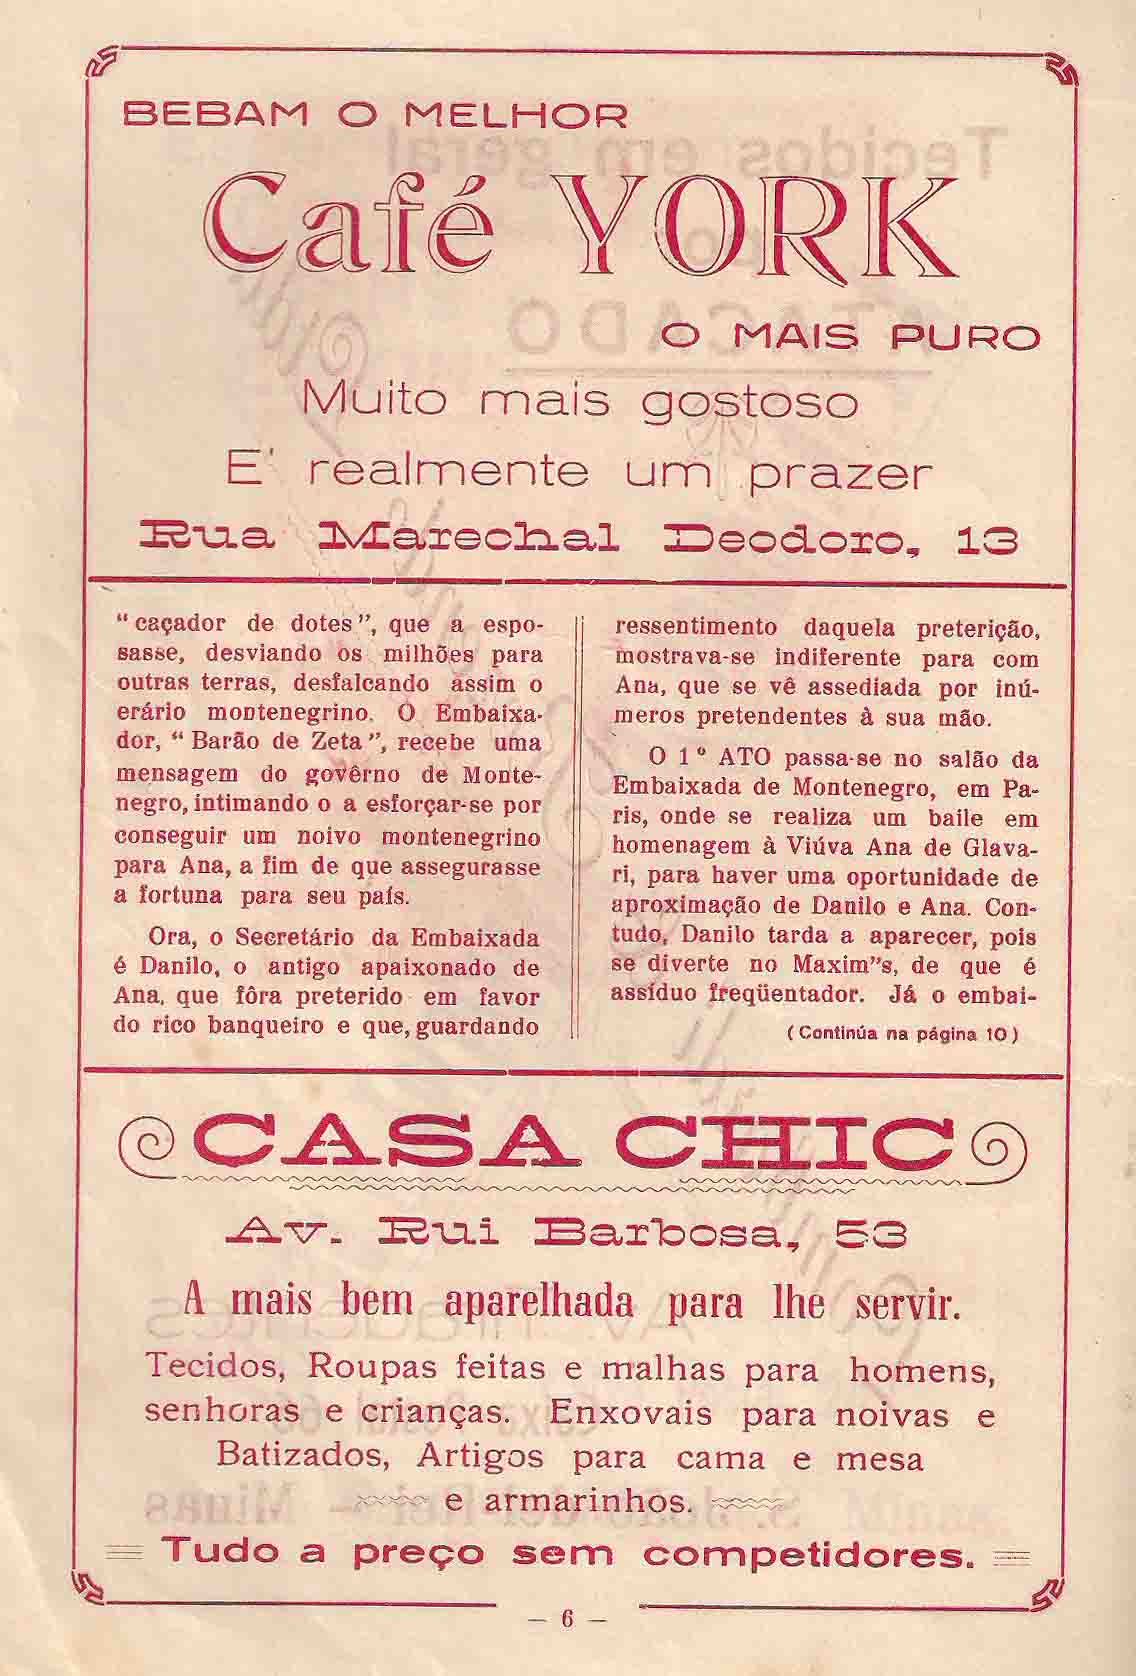 BEBAM O MELHOR
Café YORK
O MAIS PURO
Muito mais gostoso
E' realmente um prazer
Rua Marechal Deodoro, 13
“caçador de dotes”, que a espo-
sasse, desviando os milhões para
outras terras, desfalcando assim o
erário montenegrino. O Embaixa-
dor, “Barão de Zeta”, recebe uma
mensagem do govêrno de Monte-
negro, intimando o a esforçar-se por
conseguir um noivo montenegrino
para Ana, a fim de que assegurasse
a fortuna para seu país.
Ora, o Secretário da Embaixada
é Danilo, o antigo apaixonado de
Ana, que fôra preterido em favor
do rico banqueiro e que, guardando
ressentimento daquela preterição,
mostrava-se indiferente para com
Ana, que se vê assediada por inú-
meros pretendentes à sua mão.
O 1º ATO passa-se no salão da
Embaixada de Montenegro, em Pa-
ris, onde se realiza um baile em
homenagem à Viúva Ana de Glava-
ri, para haver uma oportunidade de
aproximação de Danilo e Ana. Con-
tudo, Danilo tarda a aparecer, pois
se diverte no Maxim”s, de que é
assíduo freqüentador. Já o embai-
(Continúa na página 10)
CASA CHIC
Av. Rui Barbosa, 53
A mais bem aparelhada para lhe servir.
Tecidos, Roupas feitas e malhas para homens,
senhoras e crianças. Enxovais para noivas e
Batizados, Artigos para cama e mesa
e armarinhos.
Tudo a preço sem competidores.
— 6 —